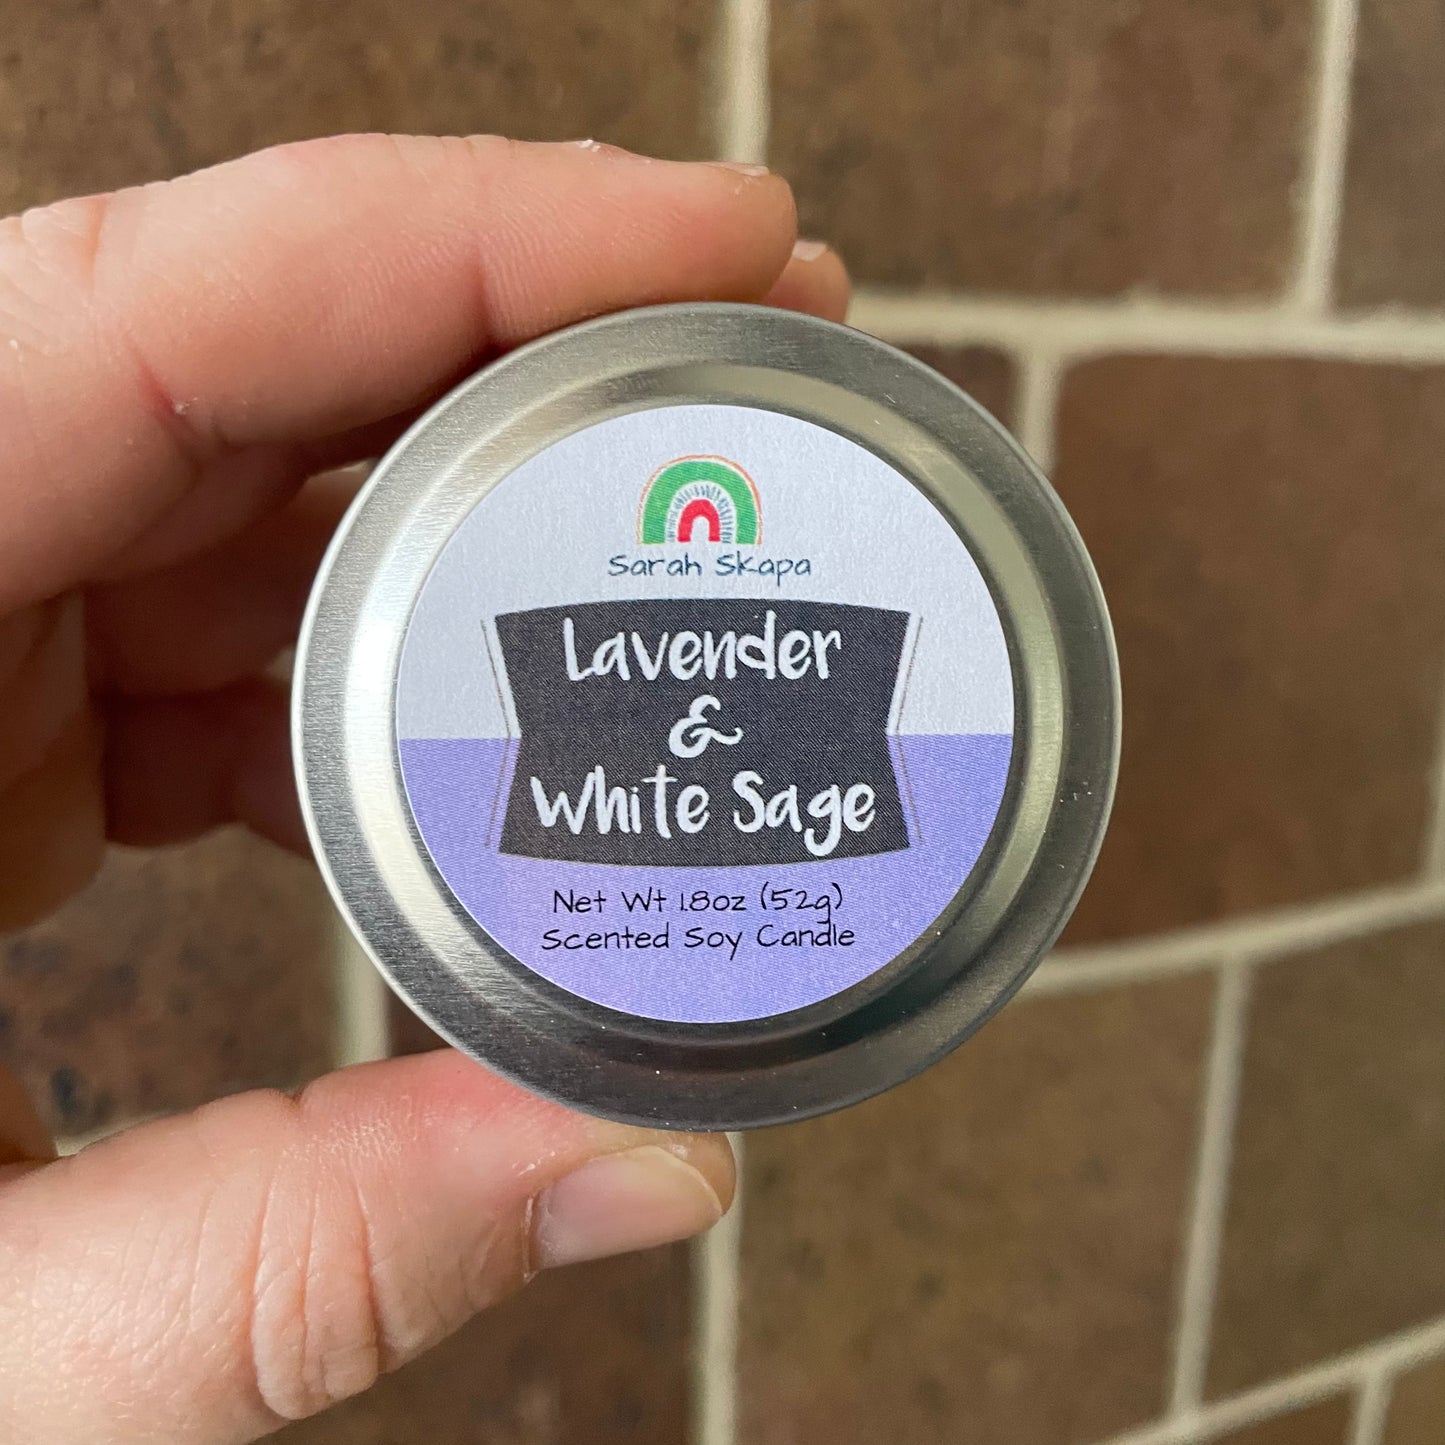 Sarah Skapa
Lavender
&
White Sage
Net Wt 1.8oz (52g)
Scented Soy Candle